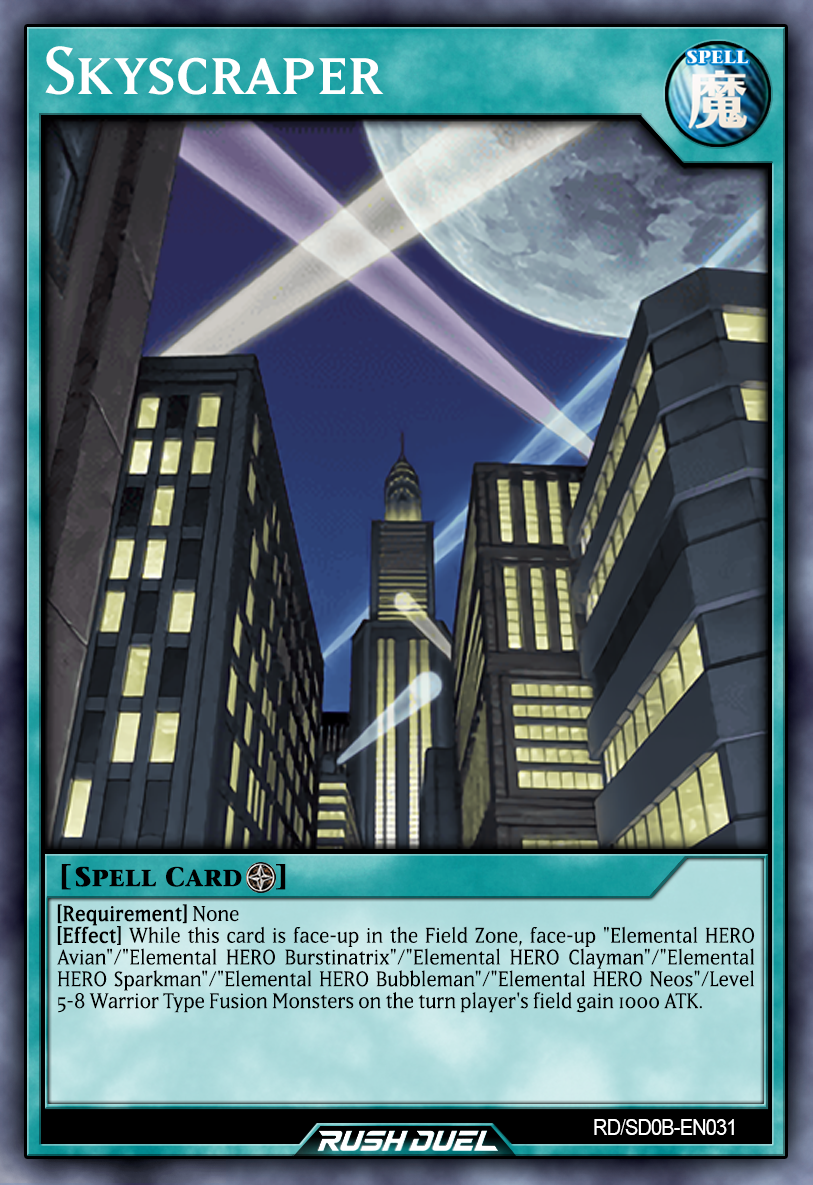 Skyscraper
SPELL
魔
[Spell Card]
[Requirement] None
[Effect] While this card is face-up in the Field Zone, face-up "Elemental HERO
Avian"/"Elemental HERO Burstinatrix"/"Elemental HERO Clayman"/"Elemental
HERO Sparkman"/"Elemental HERO Bubbleman"/"Elemental HERO Neos"/Level
5-8 Warrior Type Fusion Monsters on the turn player's field gain 1000 ATK.
RD/SD0B-EN031
RUSH DUEL